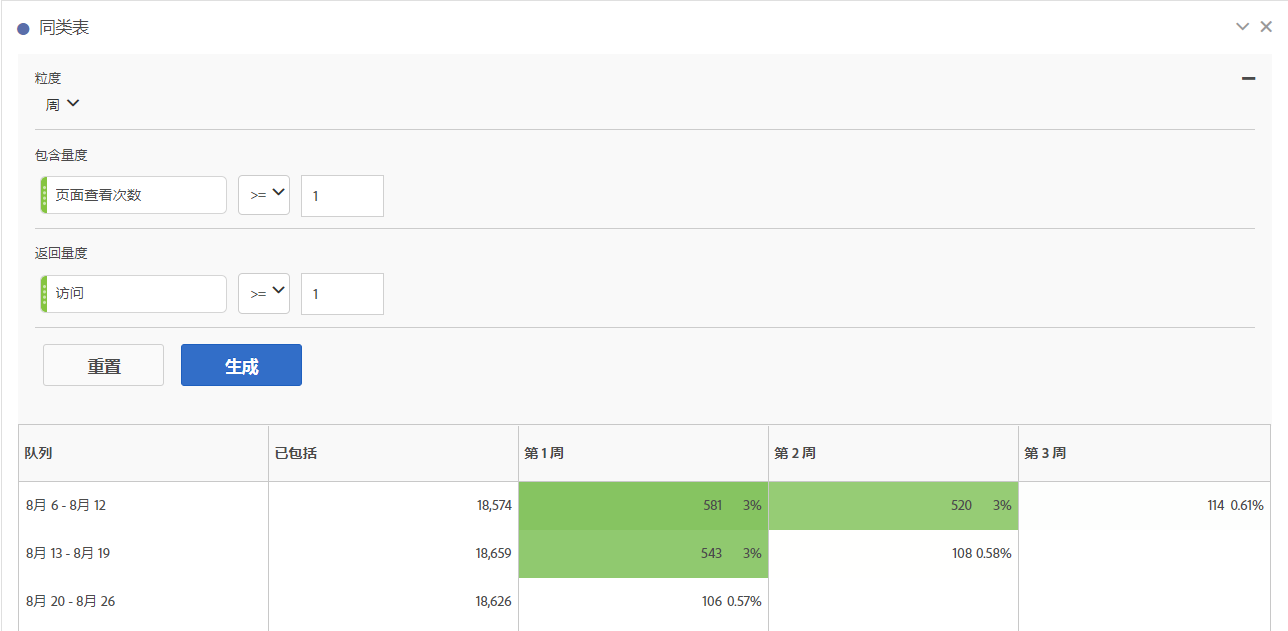 同类表
粒度
周
包含量度
页面查看次数 >= 1
返回量度
访问 >= 1
重置 生成
队列 已包括 第 1 周 第 2 周 第 3 周
8月 6 - 8月 12 18,574 581 3% 520 3% 114 0.61%
8月 13 - 8月 19 18,659 543 3% 108 0.58%
8月 20 - 8月 26 18,626 106 0.57%